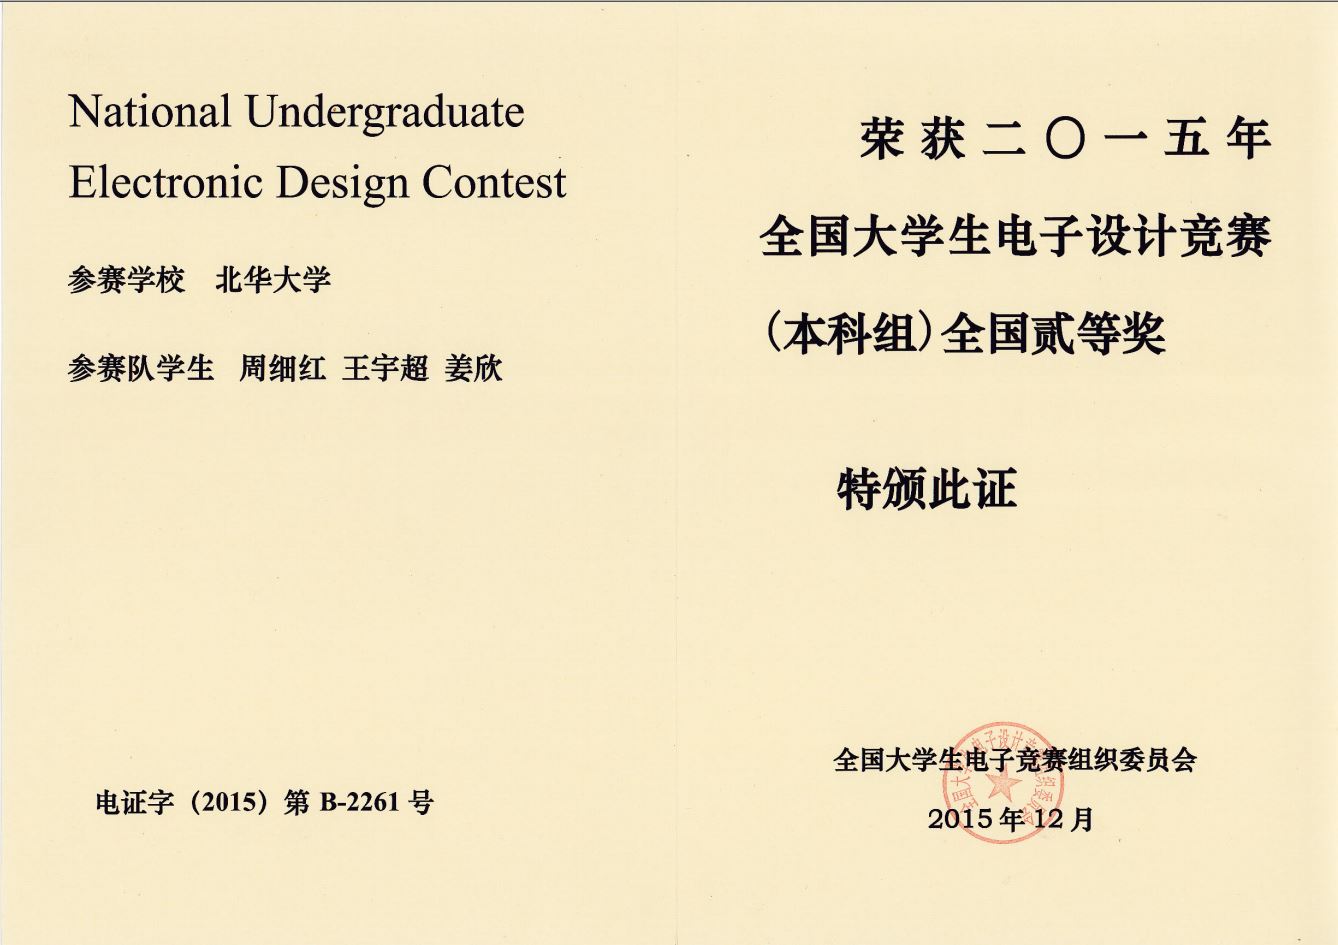 National Undergraduate
Electronic Design Contest
参赛学校 北华大学
参赛队学生 周细红 王宇超 姜欣
电证字（2015）第 B-2261 号
荣获二〇一五年
全国大学生电子设计竞赛
（本科组）全国贰等奖
特颁此证
全国大学生电子竞赛组织委员会
2015年12月
全国大学生电子设计竞赛组织委员会